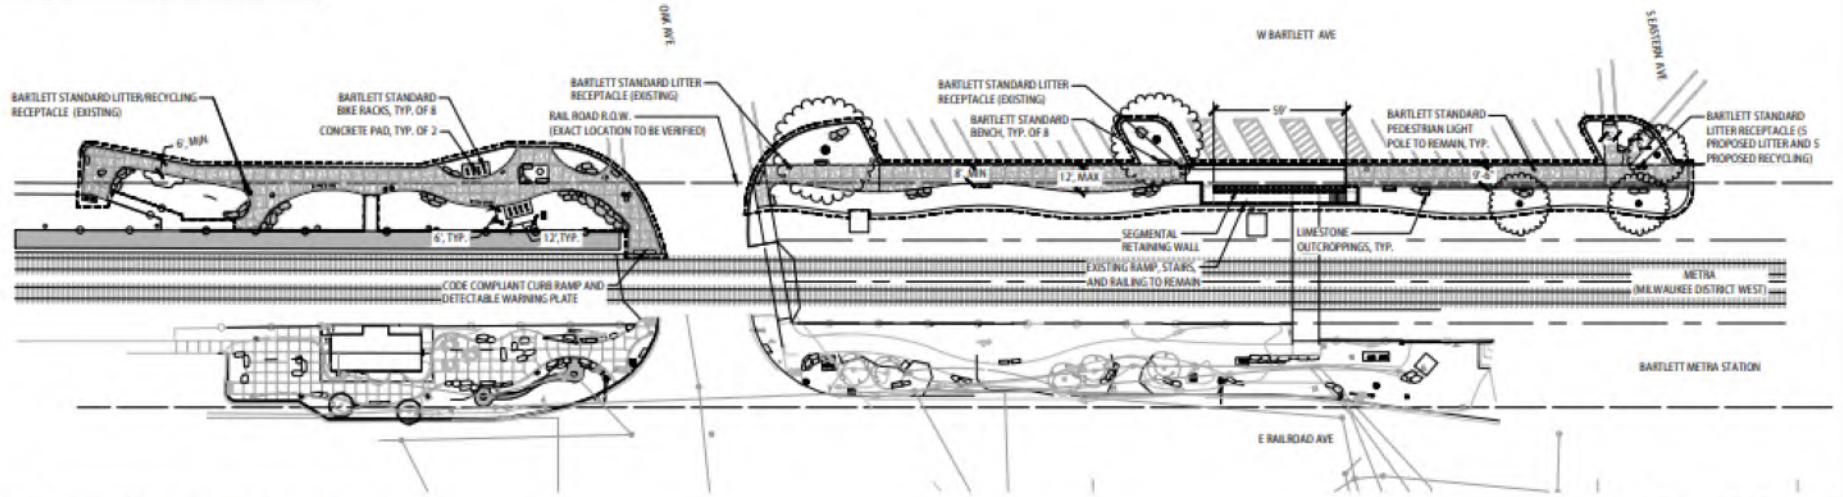 OAK AVE
W BARTLETT AVE
S EASTERN AVE
BARTLETT STANDARD LITTER/RECYCLING
RECEPTACLE (EXISTING)
6', MIN.
BARTLETT STANDARD
BIKE RACKS, TYP. OF 8
CONCRETE PAD, TYP. OF 2
BARTLETT STANDARD LITTER
RECEPTACLE (EXISTING)
RAIL ROAD R.O.W.
(EXACT LOCATION TO BE VERIFIED)
BARTLETT STANDARD LITTER
RECEPTACLE (EXISTING)
BARTLETT STANDARD
BENCH, TYP. OF 8
59'
BARTLETT STANDARD
PEDESTRIAN LIGHT
POLE TO REMAIN, TYP.
BARTLETT STANDARD
LITTER RECEPTACLE (5
PROPOSED LITTER AND 5
PROPOSED RECYCLING)
8', MIN
12', MAX
9'-6"
6', TYP.
12', TYP.
SEGMENTAL
RETAINING WALL
LIMESTONE
OUTCROPPINGS, TYP.
EXISTING RAMP, STAIRS,
AND RAILING TO REMAIN
CODE COMPLIANT CURB RAMP AND
DETECTABLE WARNING PLATE
METRA
(MILWAUKEE DISTRICT WEST)
BARTLETT METRA STATION
E RAILROAD AVE